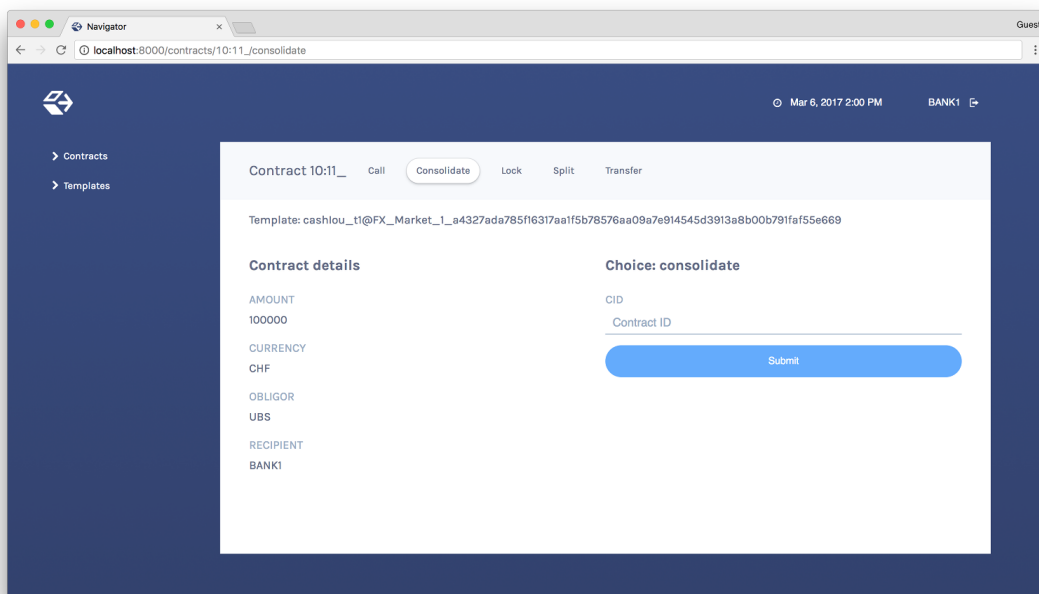 Navigator
Guest
localhost:8000/contracts/10:11_/consolidate
Mar 6, 2017 2:00 PM BANK1
Contracts
Templates
Contract 10:11_ Call Consolidate Lock Split Transfer
Template: cashIou_t1@FX_Market_1_a4327ada785f16317aa1f5b78576aa09a7e914545d3913a8b00b791faf55e669
Contract details
AMOUNT
100000
CURRENCY
CHF
OBLIGOR
UBS
RECIPIENT
BANK1
Choice: consolidate
CID
Contract ID
Submit